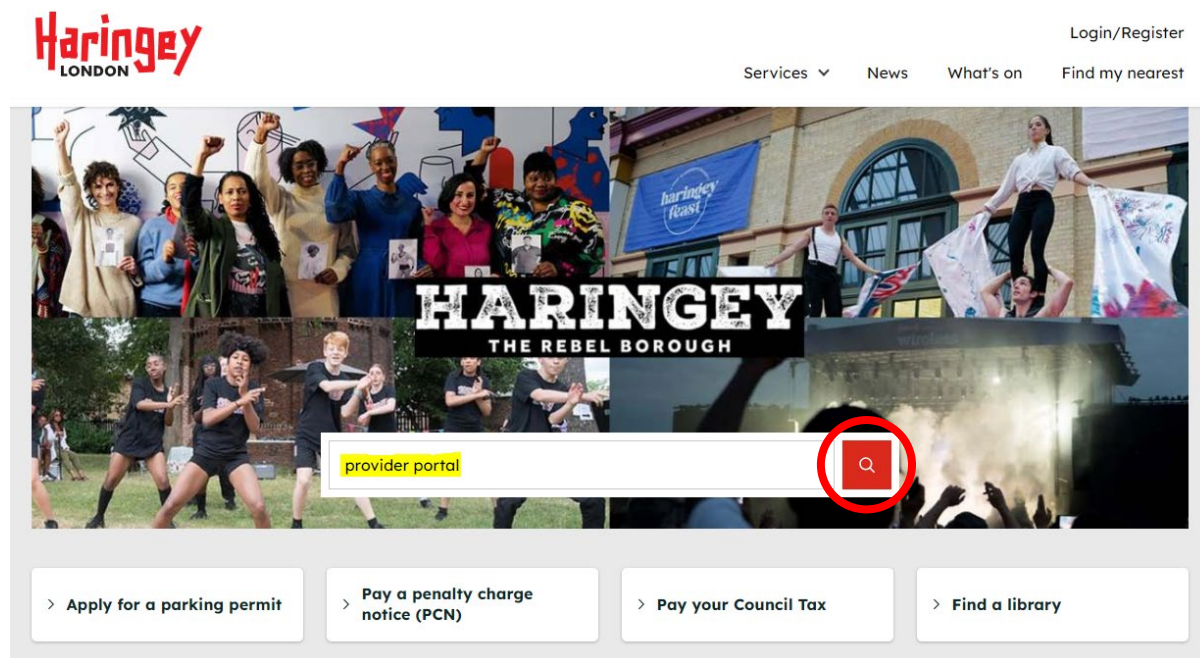 Haringey
LONDON
Login/Register
Services
News
What's on
Find my nearest
haringey
feast
wireless
HARINGEY
THE REBEL BOROUGH
provider portal
Apply for a parking permit
Pay a penalty charge
notice (PCN)
Pay your Council Tax
Find a library